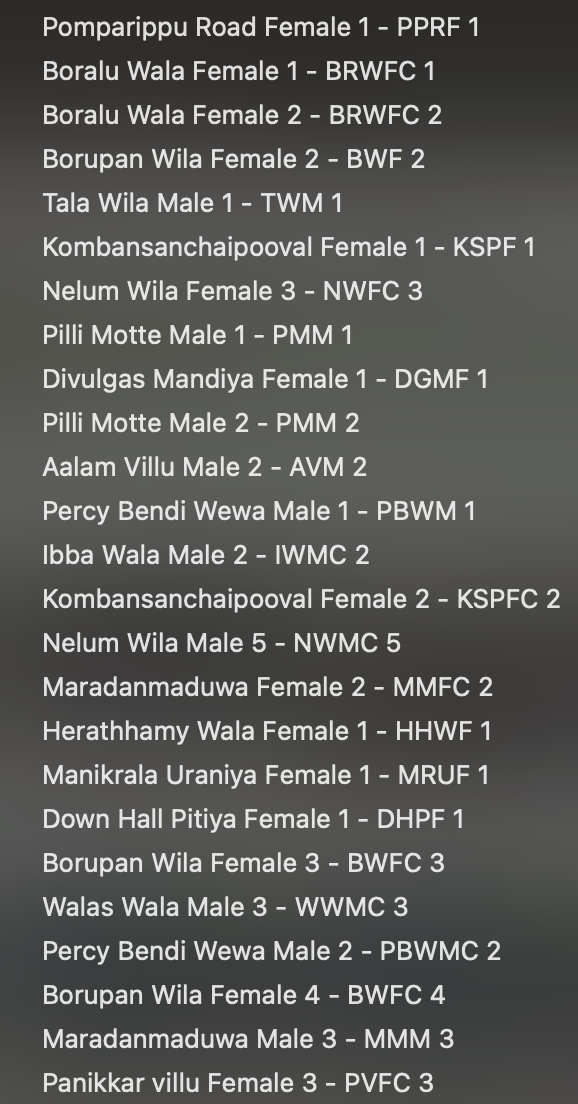 Pomparippu Road Female 1 - PPRF 1
Boralu Wala Female 1 - BRWFC 1
Boralu Wala Female 2 - BRWFC 2
Borupan Wila Female 2 - BWF 2
Tala Wila Male 1 - TWM 1
Kombansanchaipooval Female 1 - KSPF 1
Nelum Wila Female 3 - NWFC 3
Pilli Motte Male 1 - PMM 1
Divulgas Mandiya Female 1 - DGMF 1
Pilli Motte Male 2 - PMM 2
Aalam Villu Male 2 - AVM 2
Percy Bendi Wewa Male 1 - PBWM 1
Ibba Wala Male 2 - IWMC 2
Kombansanchaipooval Female 2 - KSPFC 2
Nelum Wila Male 5 - NWMC 5
Maradanmaduwa Female 2 - MMFC 2
Herathhamy Wala Female 1 - HHWF 1
Manikrala Uraniya Female 1 - MRUF 1
Down Hall Pitiya Female 1 - DHPF 1
Borupan Wila Female 3 - BWFC 3
Walas Wala Male 3 - WWMC 3
Percy Bendi Wewa Male 2 - PBWMC 2
Borupan Wila Female 4 - BWFC 4
Maradanmaduwa Male 3 - MMM 3
Panikkar villu Female 3 - PVFC 3